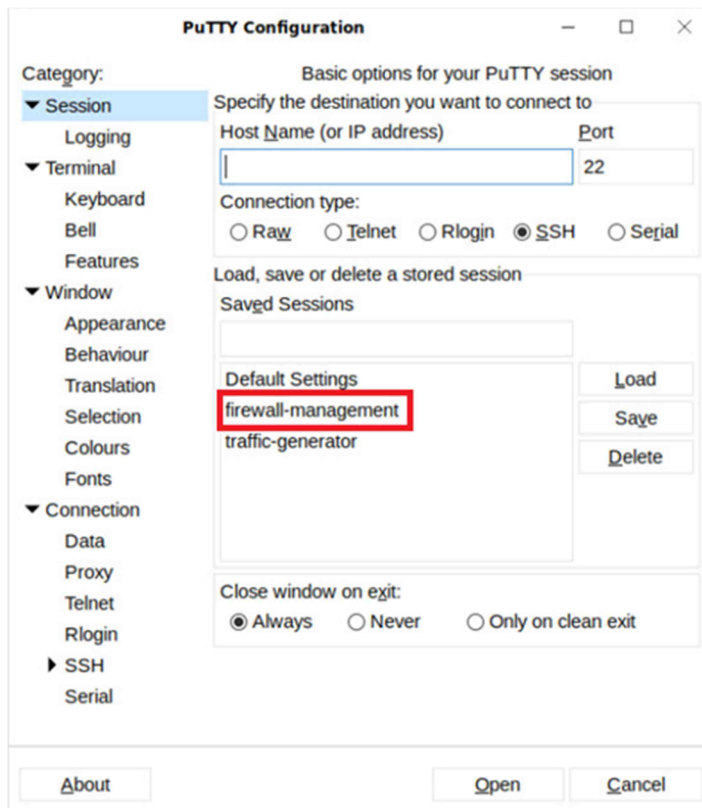 PuTTY Configuration
Category:
Session
Logging
Terminal
Keyboard
Bell
Features
Window
Appearance
Behaviour
Translation
Selection
Colours
Fonts
Connection
Data
Proxy
Telnet
Rlogin
SSH
Serial
Basic options for your PuTTY session
Specify the destination you want to connect to
Host Name (or IP address) Port
22
Connection type:
Raw Telnet Rlogin SSH Serial
Load, save or delete a stored session
Saved Sessions
Default Settings
firewall-management
traffic-generator
Load
Save
Delete
Close window on exit:
Always Never Only on clean exit
About Open Cancel